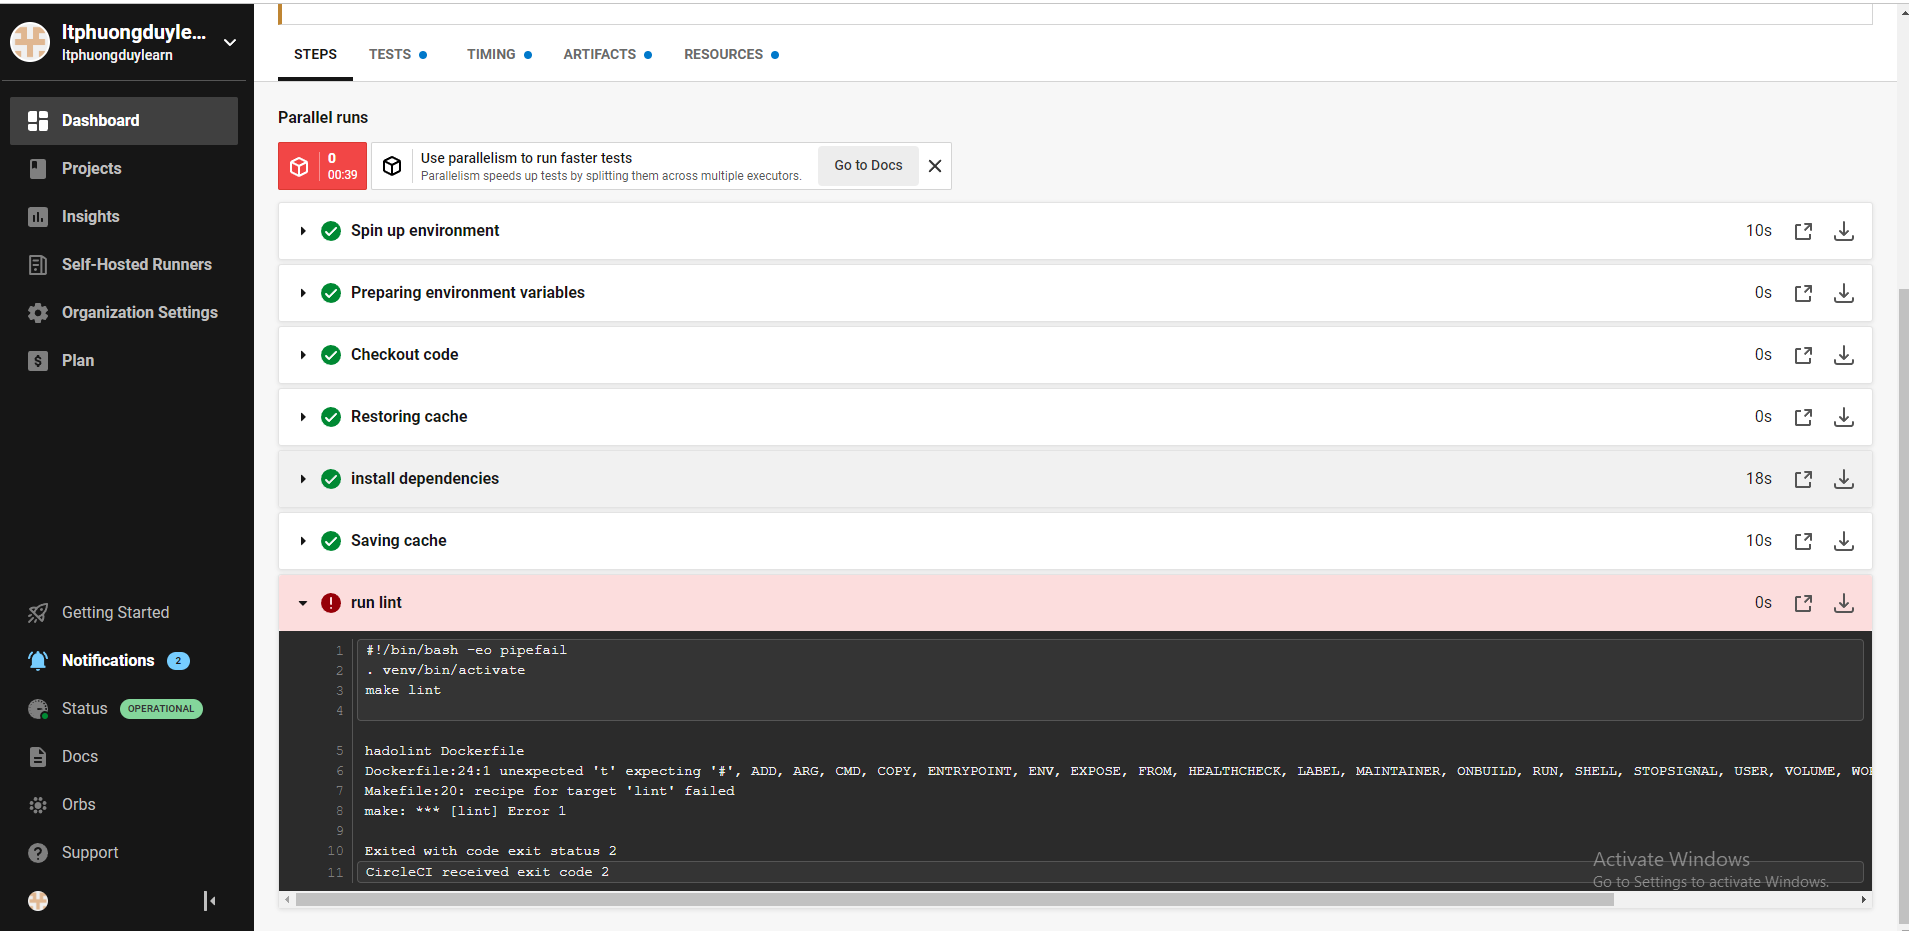 ltphuongduyle...
ltphuongduylearn
Dashboard
Projects
Insights
Self-Hosted Runners
Organization Settings
Plan
Getting Started
Notifications 2
Status OPERATIONAL
Docs
Orbs
Support
STEPS TESTS TIMING ARTIFACTS RESOURCES
Parallel runs
0
00:39
Use parallelism to run faster tests
Parallelism speeds up tests by splitting them across multiple executors.
Go to Docs
Spin up environment 10s
Preparing environment variables 0s
Checkout code 0s
Restoring cache 0s
install dependencies 18s
Saving cache 10s
run lint 0s
1 #!/bin/bash -eo pipefail
2 . venv/bin/activate
3 make lint
4
5 hadolint Dockerfile
6 Dockerfile:24:1 unexpected 't' expecting '#', ADD, ARG, CMD, COPY, ENTRYPOINT, ENV, EXPOSE, FROM, HEALTHCHECK, LABEL, MAINTAINER, ONBUILD, RUN, SHELL, STOPSIGNAL, USER, VOLUME,
7 Makefile:20: recipe for target 'lint' failed
8 make: *** [lint] Error 1
9
10 Exited with code exit status 2
11 CircleCI received exit code 2
Activate Windows
Go to Settings to activate Windows.